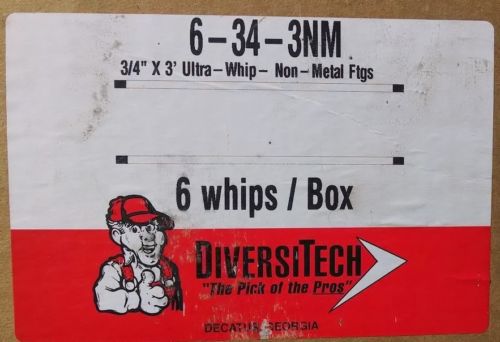 6-34-3NM
3/4" X 3' Ultra-Whip- Non-Metal Ftgs
6 whips / Box
DIVERSITECH
"The Pick of the Pros"
DECATUR, GEORGIA